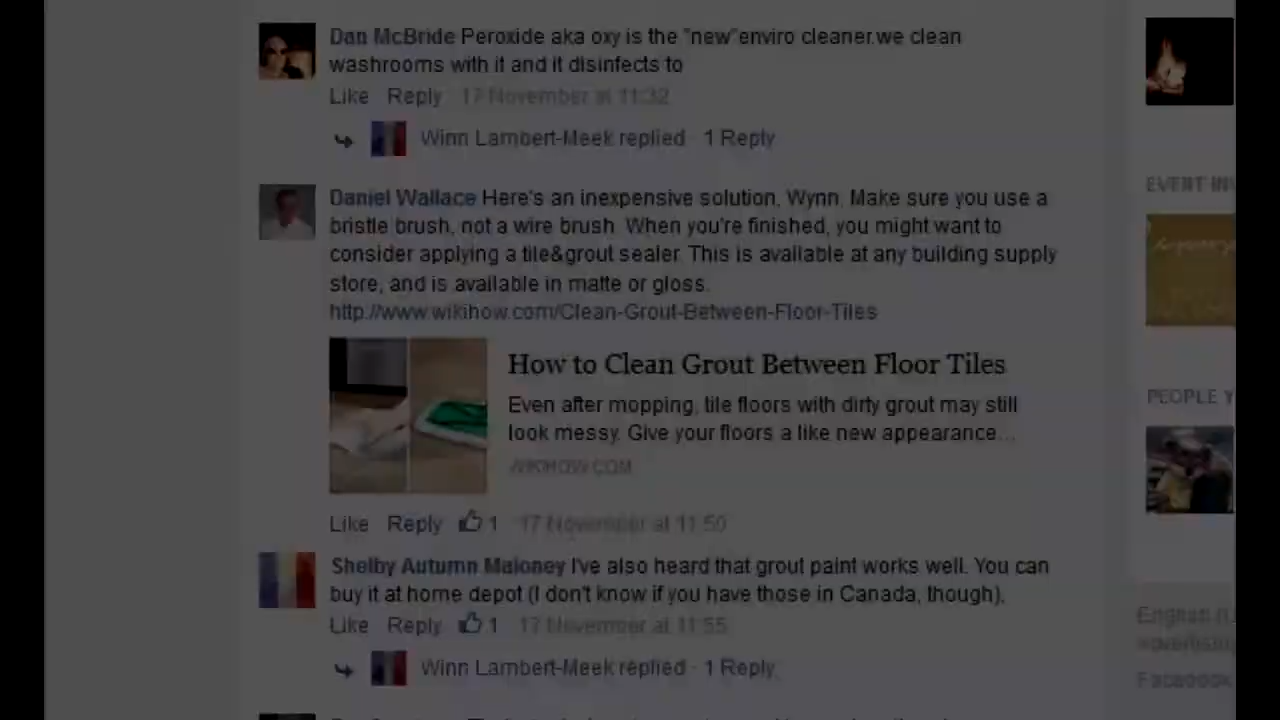 Dan McBride Peroxide aka oxy is the "new"enviro cleaner.we clean
washrooms with it and it disinfects to
Like Reply 17 November at 11:32
Winn Lambert-Meek replied · 1 Reply
EVENT
Daniel Wallace Here's an inexpensive solution, Wynn. Make sure you use a
bristle brush, not a wire brush. When you're finished, you might want to
consider applying a tile&grout sealer. This is available at any building supply
store, and is available in matte or gloss.
http://www.wikihow.com/Clean-Grout-Between-Floor-Tiles
How to Clean Grout Between Floor Tiles
Even after mopping, tile floors with dirty grout may still
look messy. Give your floors a like new appearance...
WIKIHOW.COM
PEOPLE Y
Like Reply 1 17 November at 11:50
Shelby Autumn Maloney I've also heard that grout paint works well. You can
buy it at home depot (I don't know if you have those in Canada, though).
Like Reply 1 17 November at 11:55
Winn Lambert-Meek replied · 1 Reply
English
Advertising
Facebook